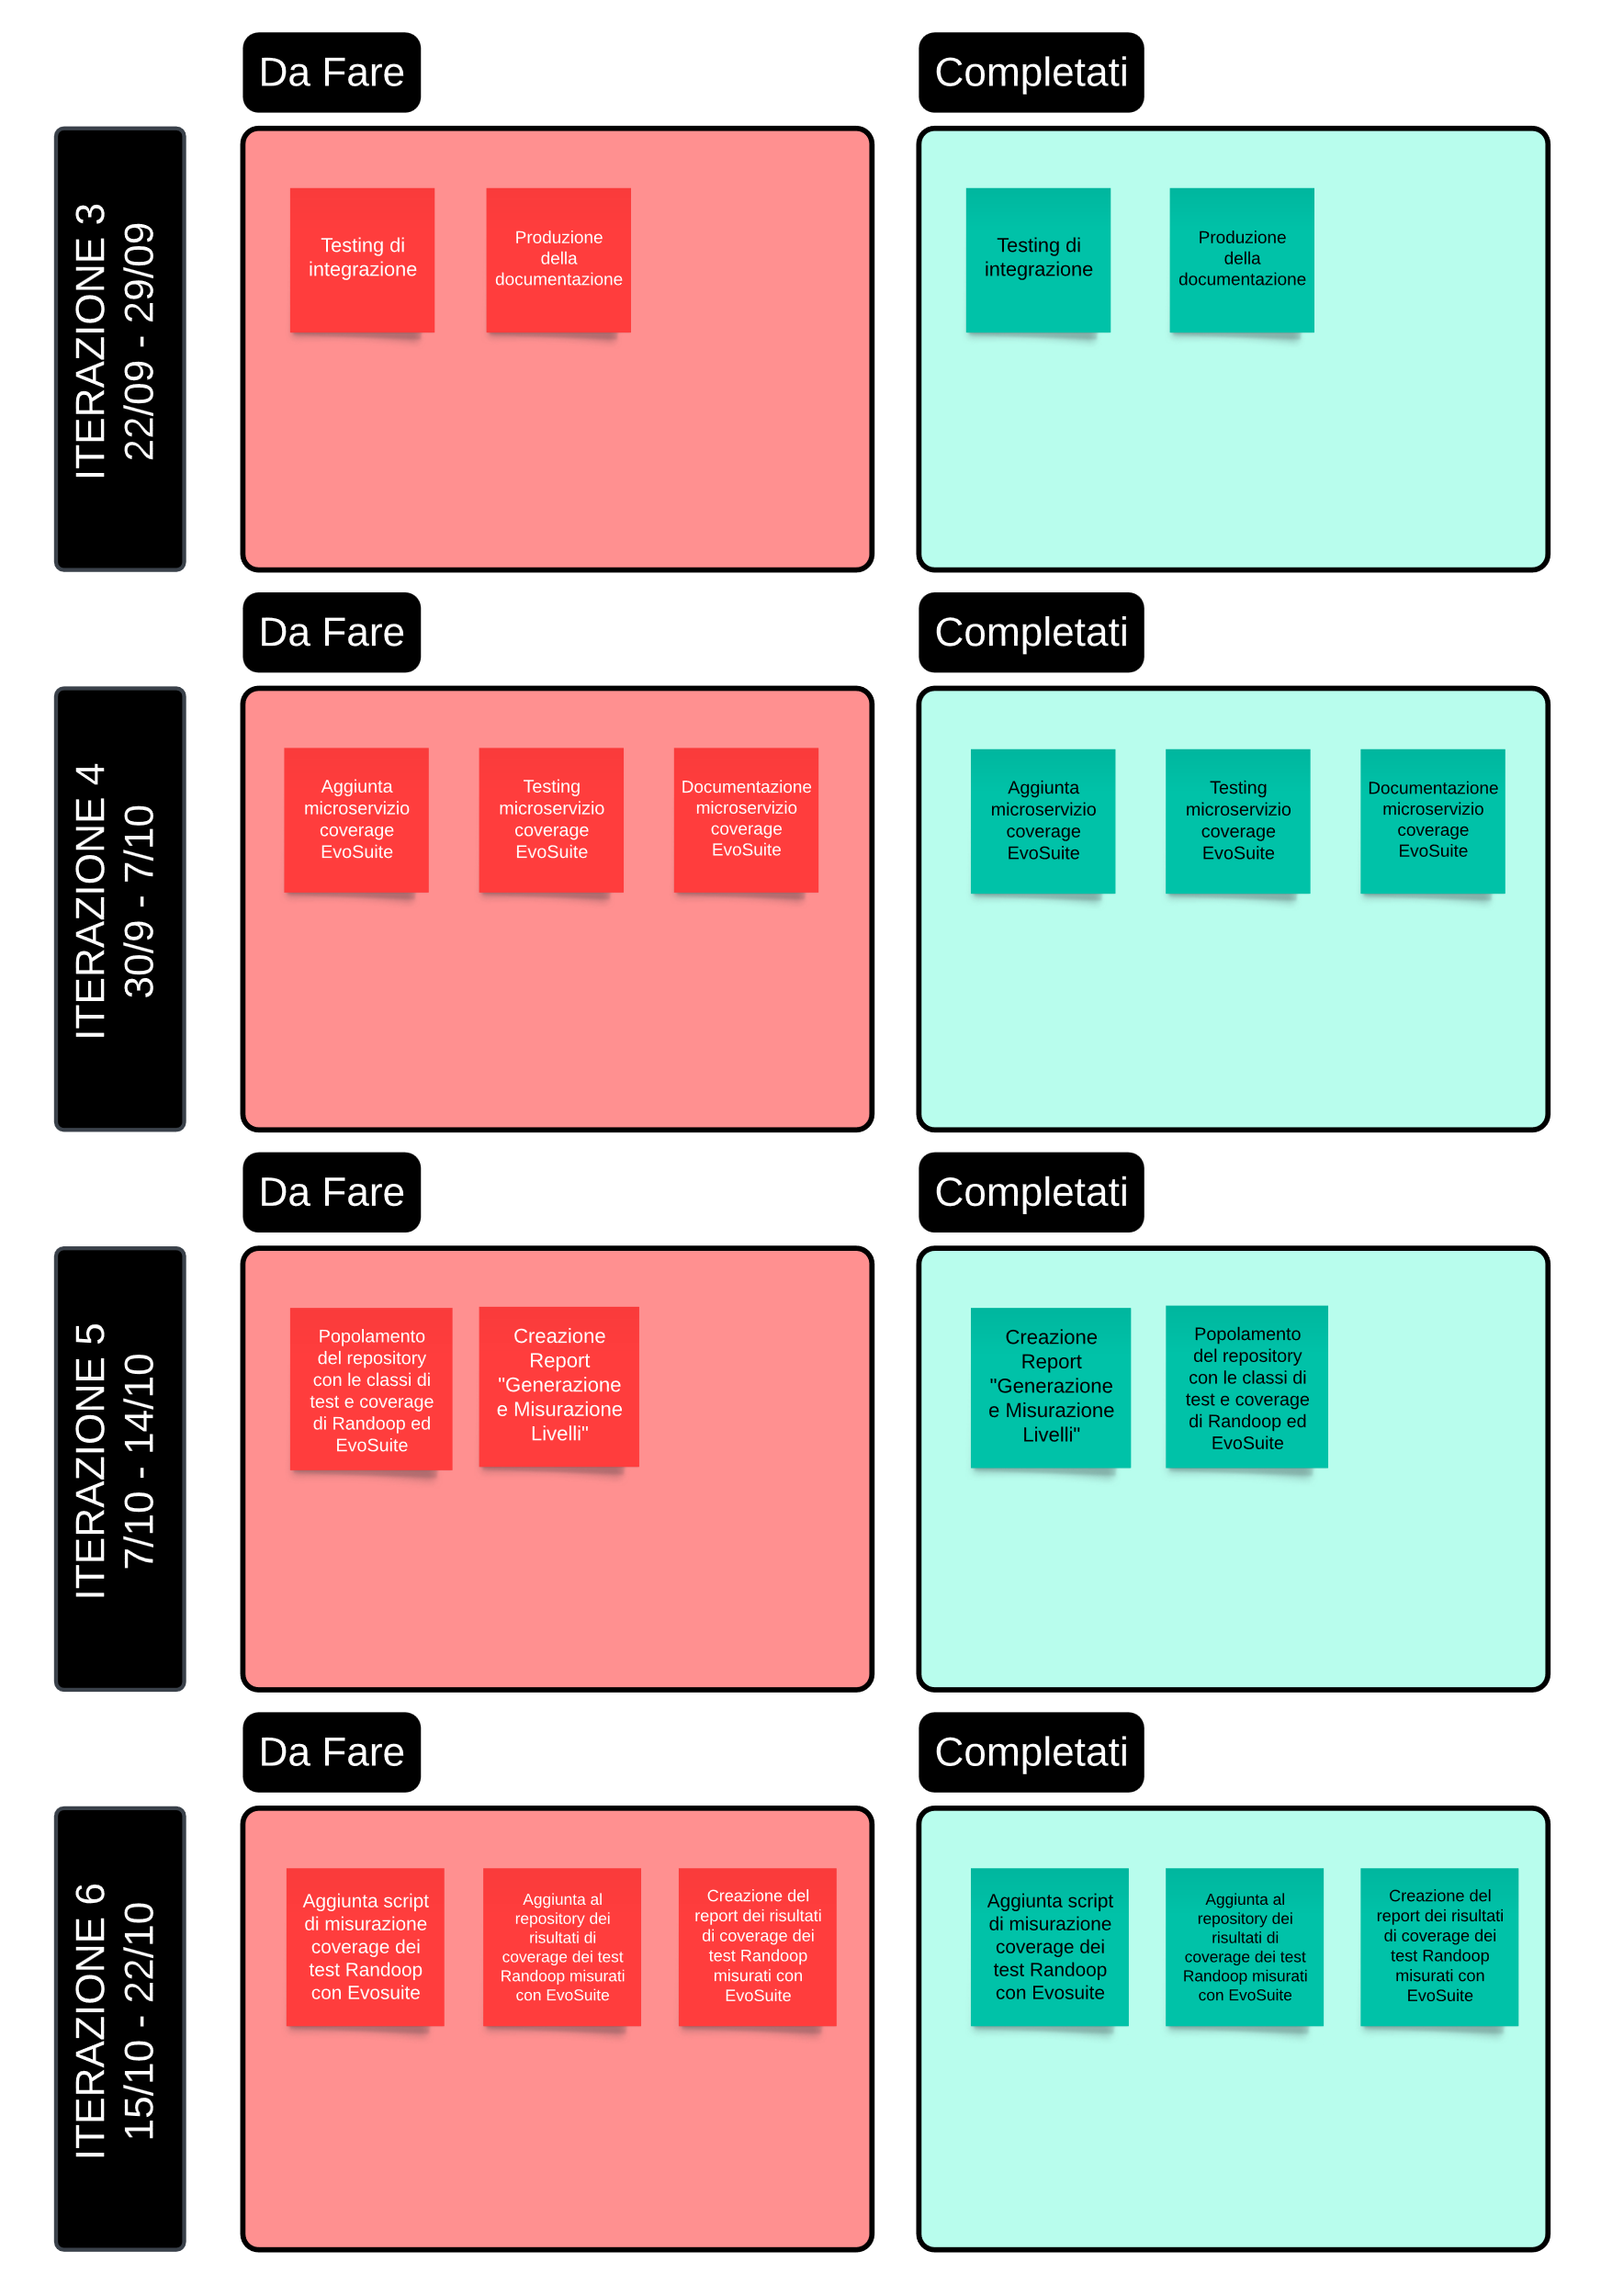 Da Fare
Completati
ITERAZIONE 3
22/09 - 29/09
Testing di
integrazione
Produzione
della
documentazione
Testing di
integrazione
Produzione
della
documentazione
Da Fare
Completati
ITERAZIONE 4
30/9 - 7/10
Aggiunta
microservizio
coverage
EvoSuite
Testing
microservizio
coverage
EvoSuite
Documentazione
microservizio
coverage
EvoSuite
Aggiunta
microservizio
coverage
EvoSuite
Testing
microservizio
coverage
EvoSuite
Documentazione
microservizio
coverage
EvoSuite
Da Fare
Completati
ITERAZIONE 5
7/10 - 14/10
Popolamento
del repository
con le classi di
test e coverage
di Randoop ed
EvoSuite
Creazione
Report
"Generazione
e Misurazione
Livelli"
Creazione
Report
"Generazione
e Misurazione
Livelli"
Popolamento
del repository
con le classi di
test e coverage
di Randoop ed
EvoSuite
Da Fare
Completati
ITERAZIONE 6
15/10 - 22/10
Aggiunta script
di misurazione
coverage dei
test Randoop
con Evosuite
Aggiunta al
repository dei
risultati di
coverage dei test
Randoop misurati
con EvoSuite
Creazione del
report dei risultati
di coverage dei
test Randoop
misurati con
EvoSuite
Aggiunta script
di misurazione
coverage dei
test Randoop
con Evosuite
Aggiunta al
repository dei
risultati di
coverage dei test
Randoop misurati
con EvoSuite
Creazione del
report dei risultati
di coverage dei
test Randoop
misurati con
EvoSuite